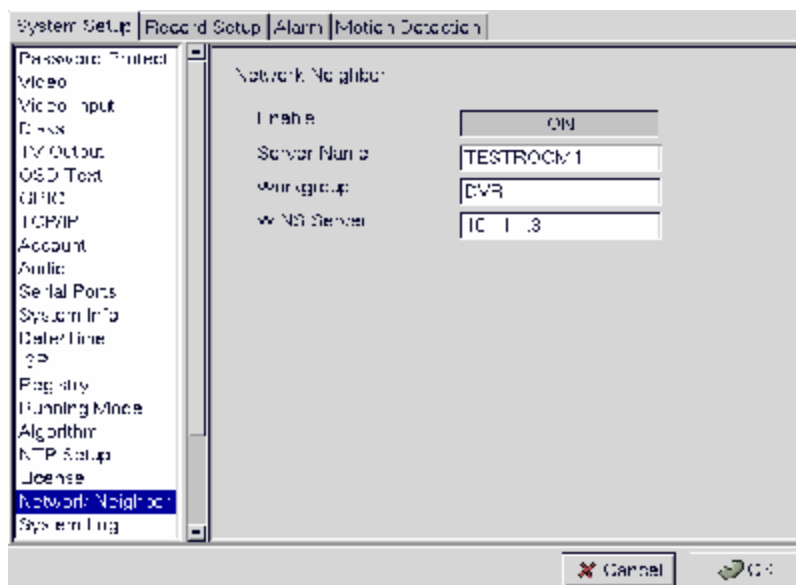 System Setup Record Setup Alarm Motion Detection
Password Protect
Video
Video Input
Disks
TV Output
OSD Text
GPIO
TCP/IP
Account
Audio
Serial Ports
System Info
Date/Time
Registry
Running Mode
Algorithm
NTP Setup
License
Network Neighbor
System Log
Network Neighbor
Enable ON
Server Name TESTROOM1
Workgroup DVR
WINS Server
Cancel OK